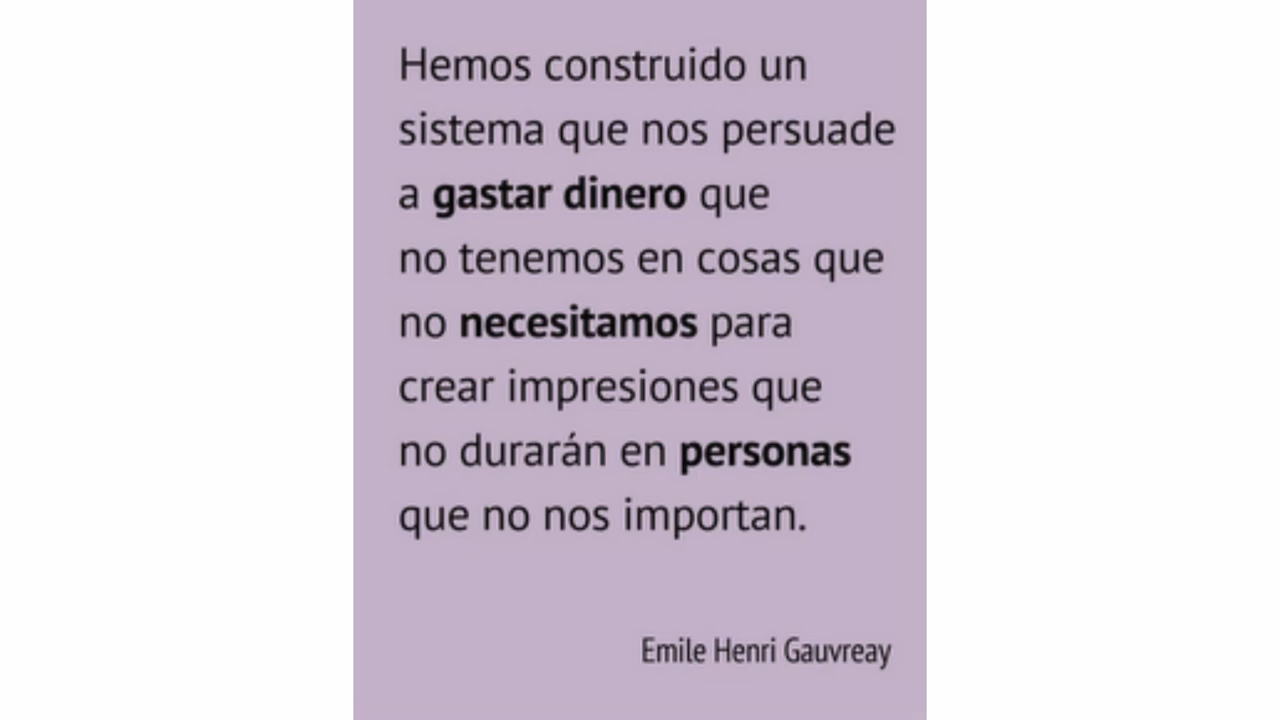 Hemos construido un
sistema que nos persuade
a gastar dinero que
no tenemos en cosas que
no necesitamos para
crear impresiones que
no durarán en personas
que no nos importan.
Emile Henri Gauvreay